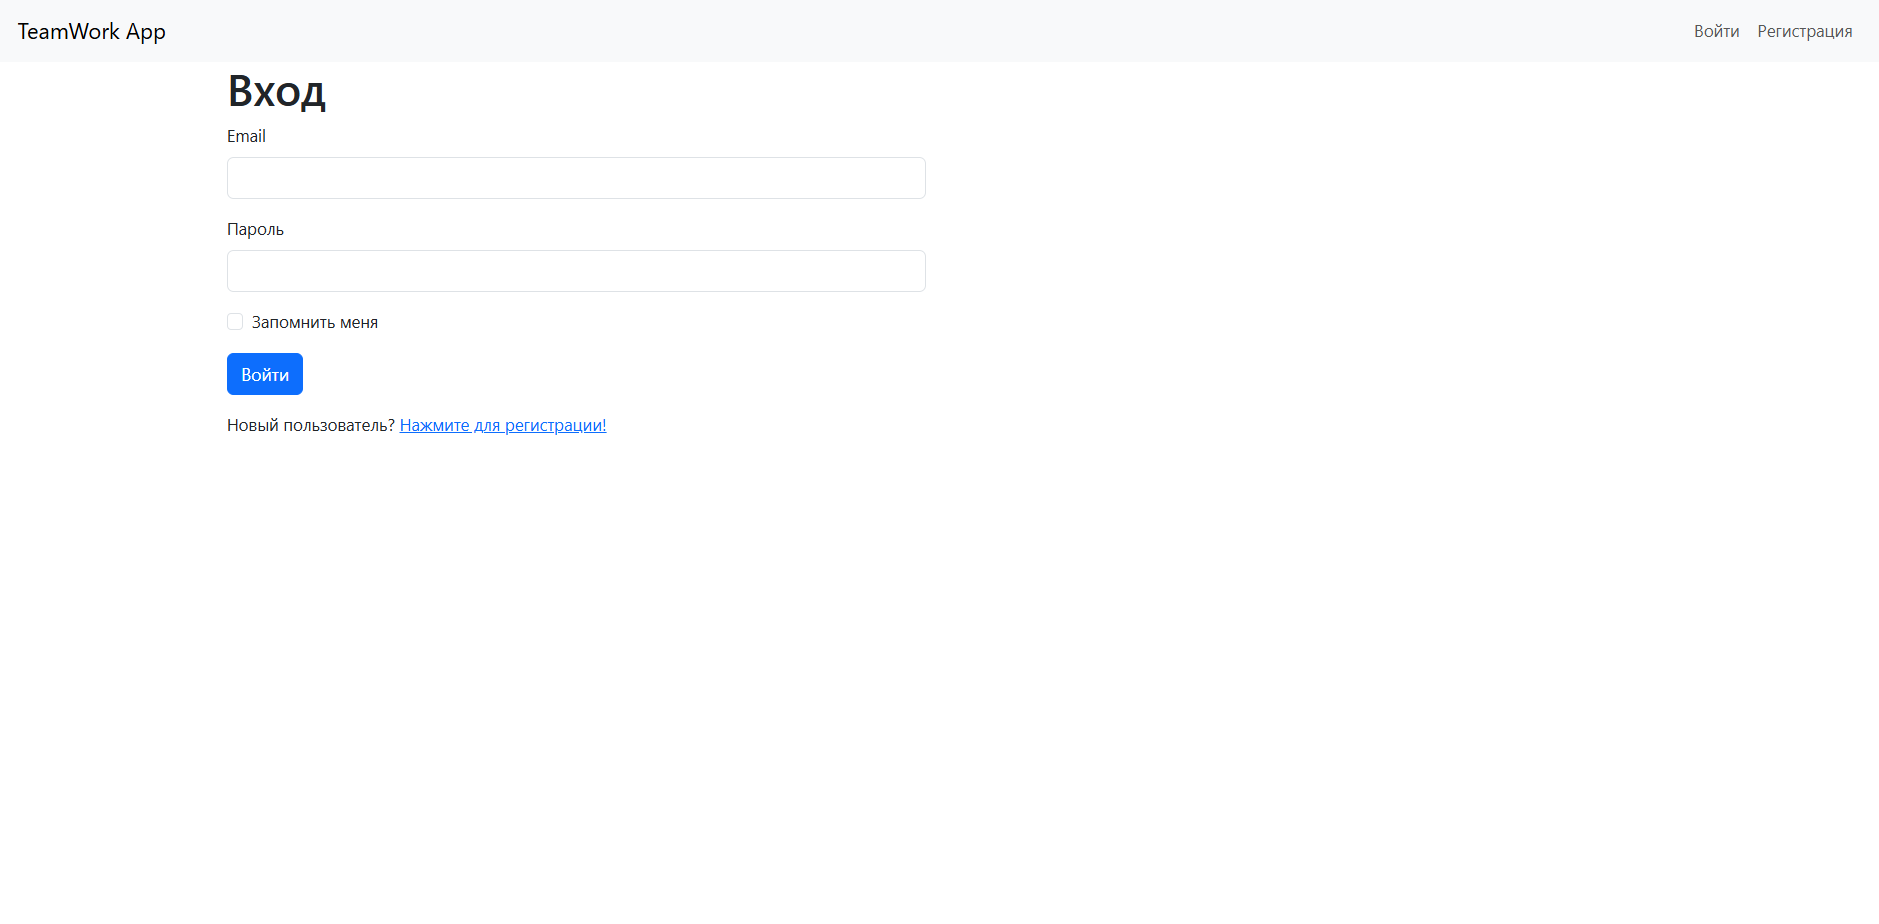 TeamWork App
Войти Регистрация
Вход
Email
Пароль
Запомнить меня
Войти
Новый пользователь? Нажмите для регистрации!